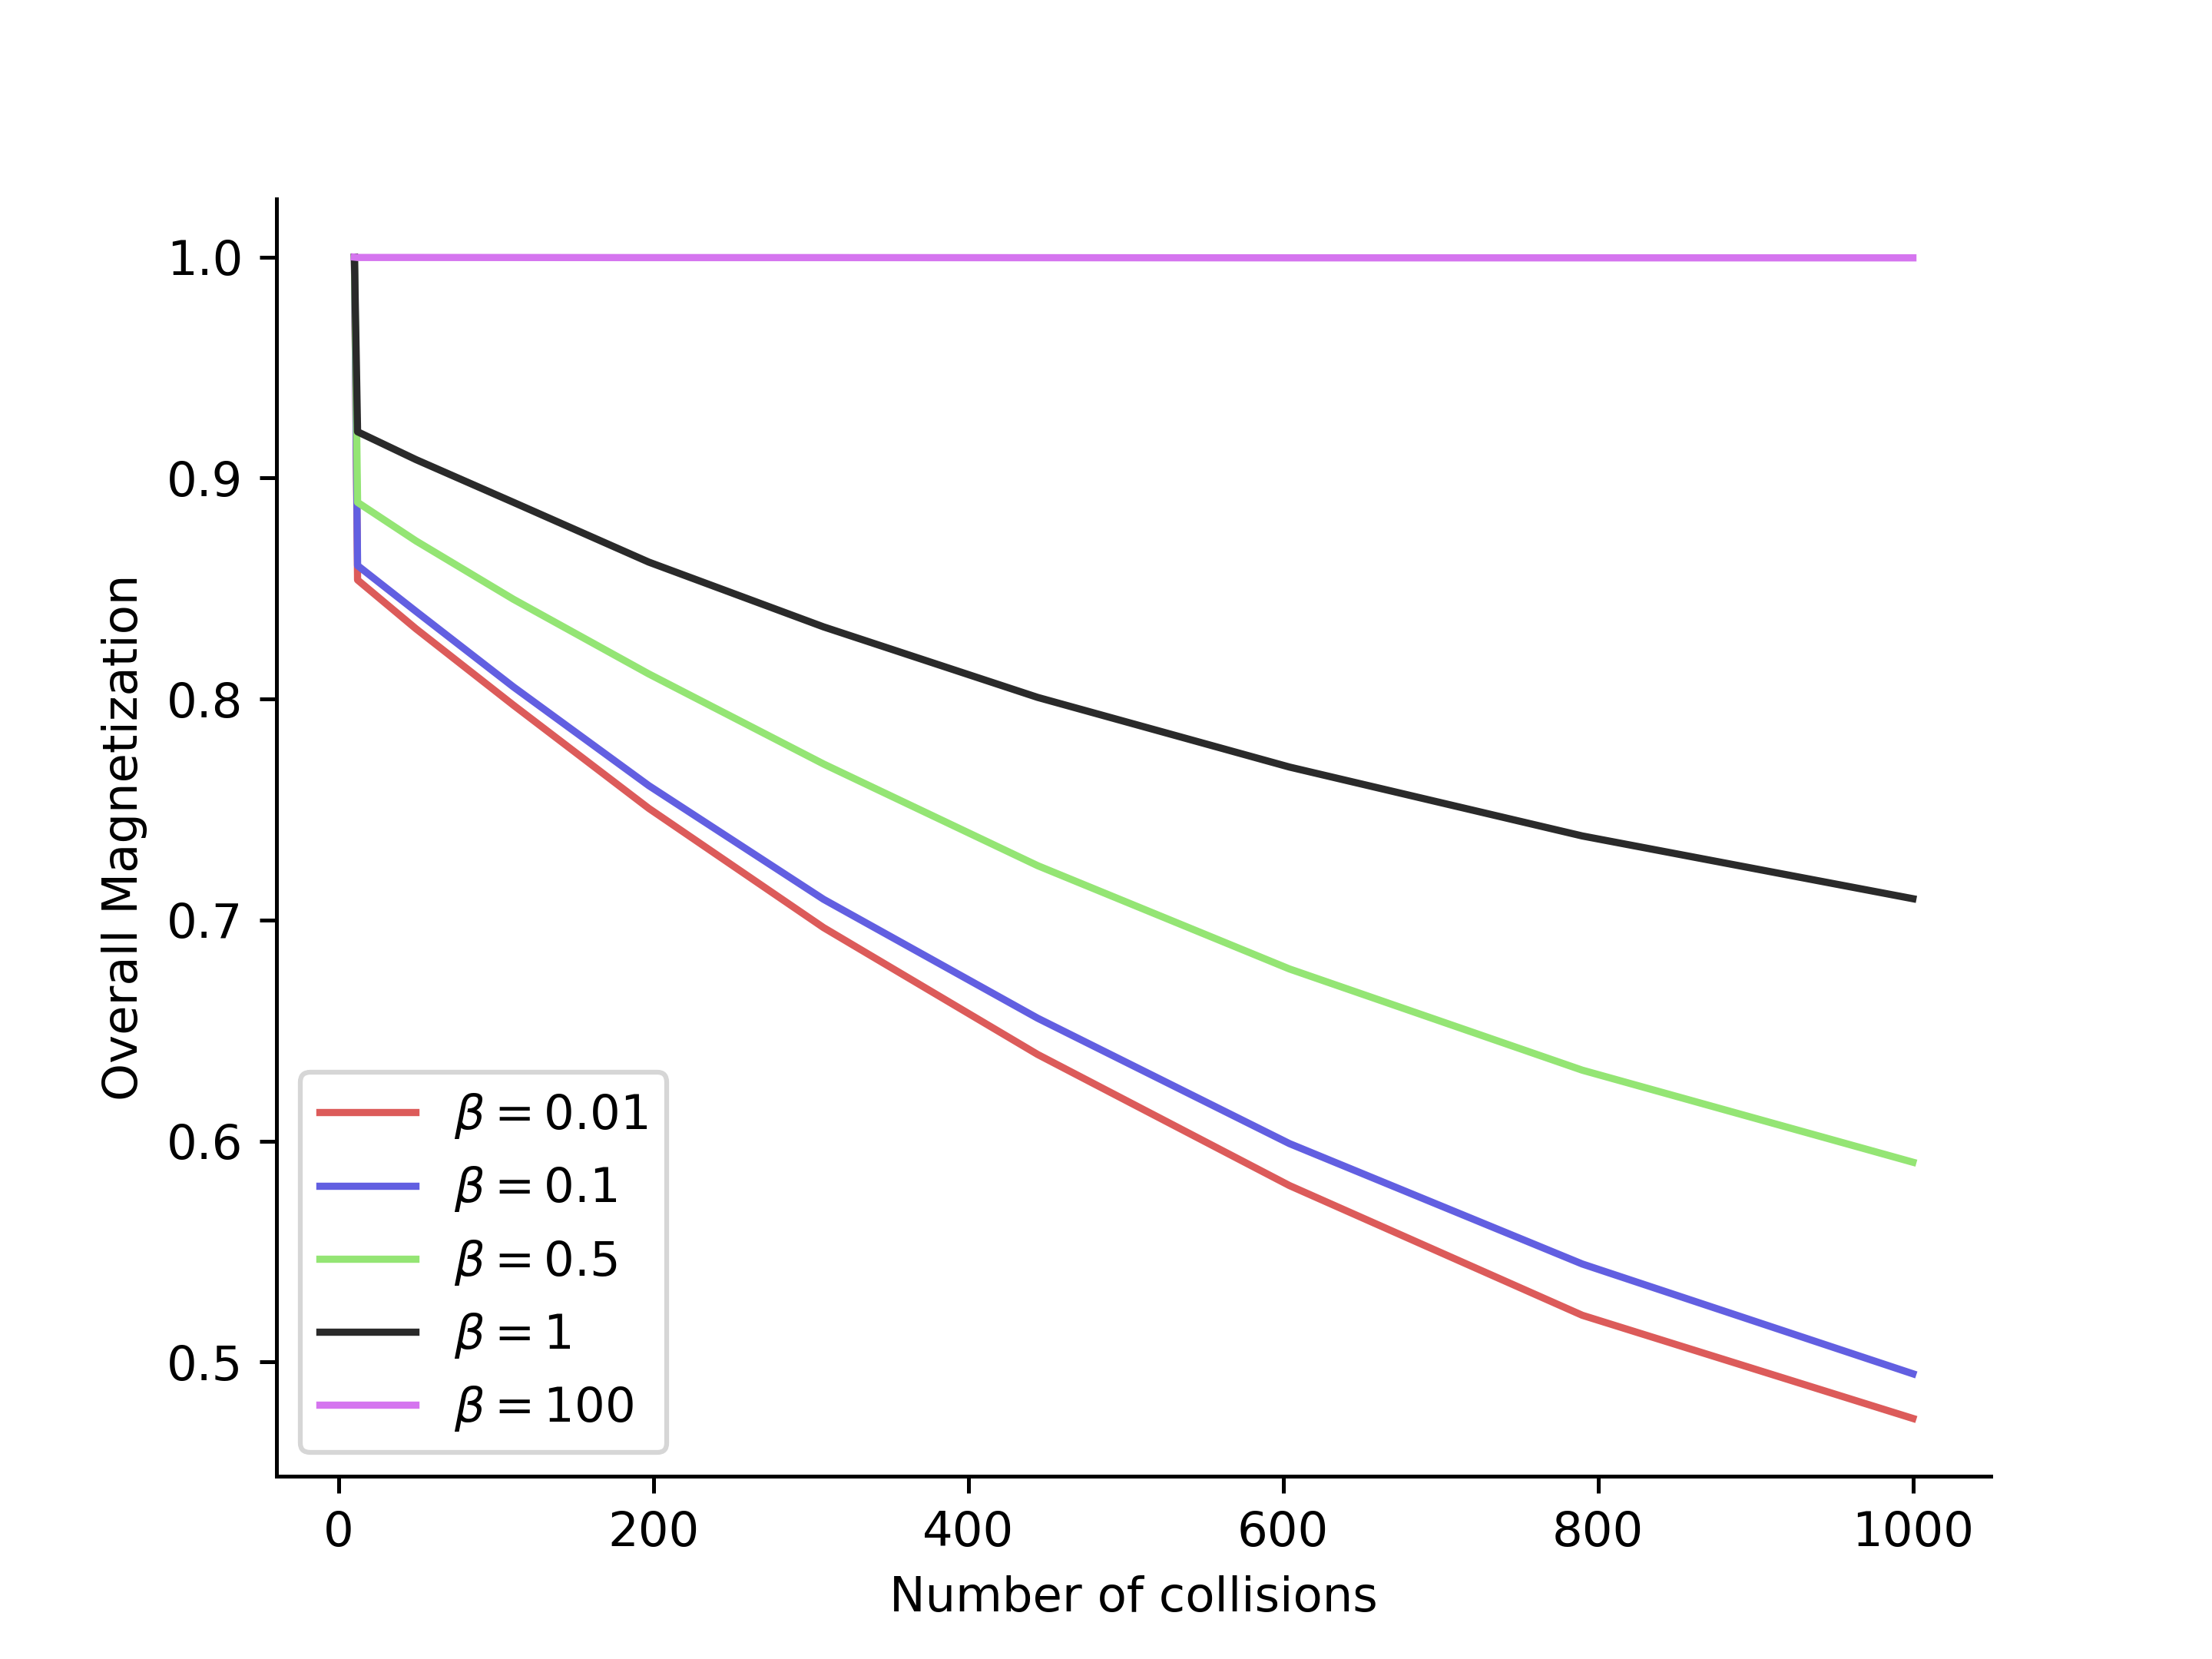 1.0
0.9
0.8
0.7
0.6
0.5
Overall Magnetization
β = 0.01
β = 0.1
β = 0.5
β = 1
β = 100
0 200 400 600 800 1000
Number of collisions